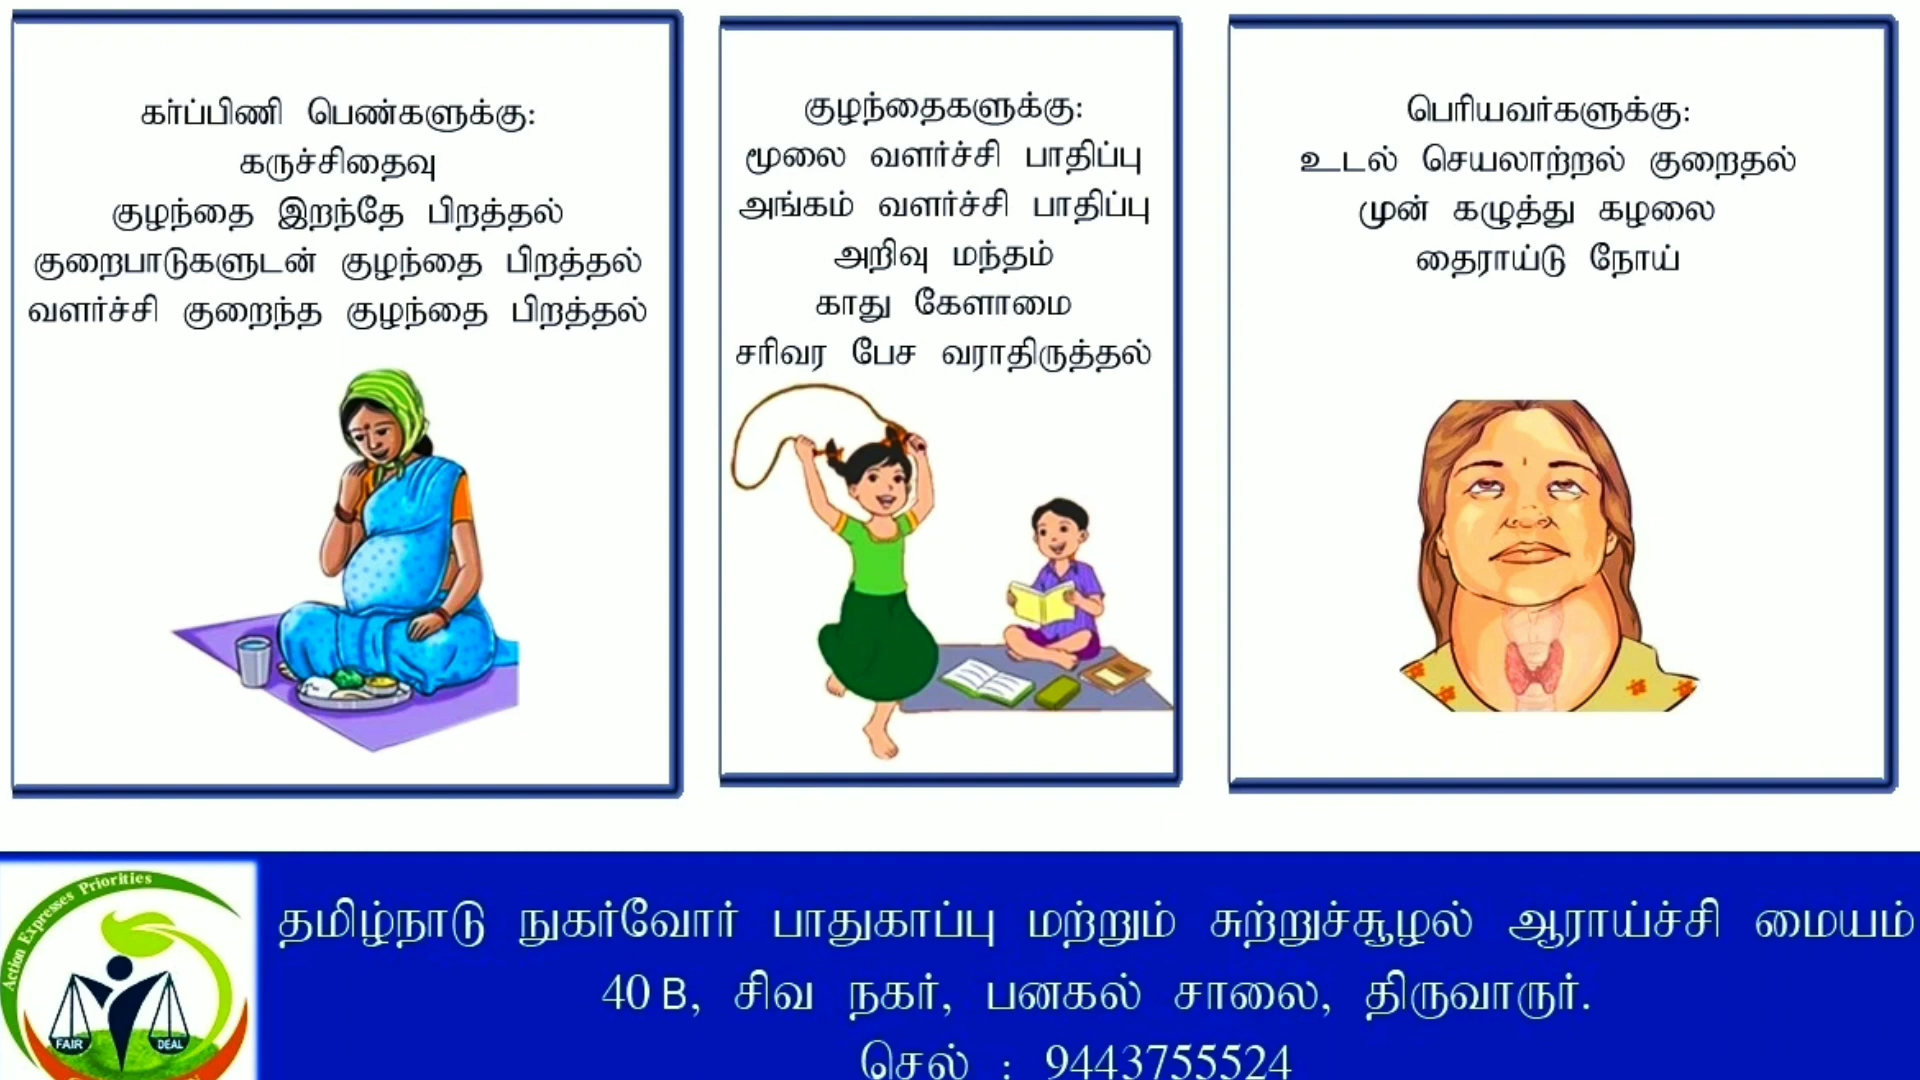 கர்ப்பிணி பெண்களுக்கு:
கருச்சிதைவு
குழந்தை இறந்தே பிறத்தல்
குறைபாடுகளுடன் குழந்தை பிறத்தல்
வளர்ச்சி குறைந்த குழந்தை பிறத்தல்
குழந்தைகளுக்கு:
மூலை வளர்ச்சி பாதிப்பு
அங்கம் வளர்ச்சி பாதிப்பு
அறிவு மந்தம்
காது கேளாமை
சரிவர பேச வராதிருத்தல்
பெரியவர்களுக்கு:
உடல் செயலாற்றல் குறைதல்
முன் கழுத்து கழலை
தைராய்டு நோய்
Action Expresses Priorities
FAIR DEAL
தமிழ்நாடு நுகர்வோர் பாதுகாப்பு மற்றும் சுற்றுச்சூழல் ஆராய்ச்சி மையம்
40 B, சிவ நகர், பனகல் சாலை, திருவாரூர்.
செல் : 9443755524